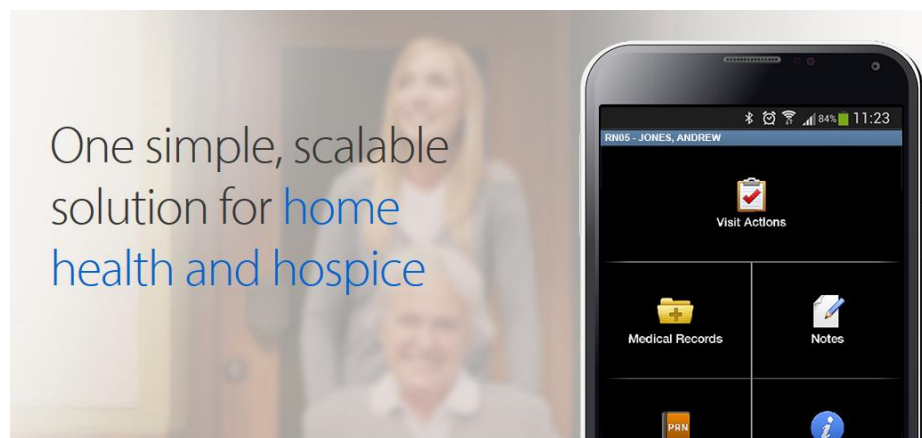 One simple, scalable
solution for home
health and hospice
84% 11:23
RN05 - JONES, ANDREW
Visit Actions
Medical Records
Notes
PRN
i